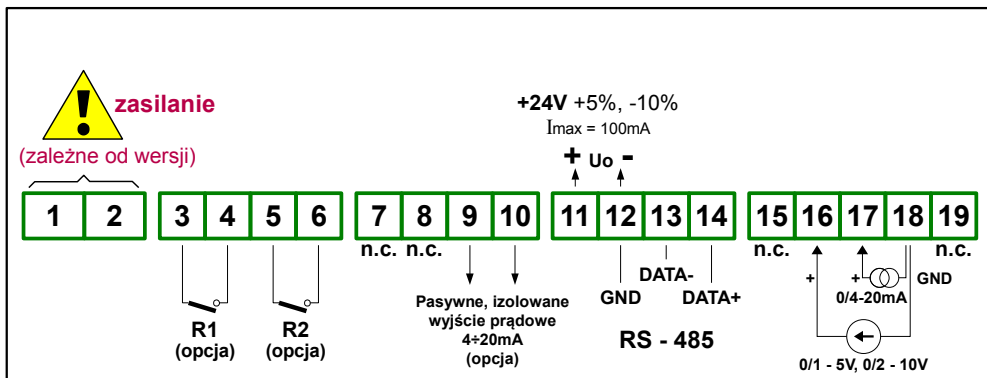 !
zasilanie
(zależne od wersji)
+24V +5%, -10%
Imax = 100mA
+ Uo -
1 2 3 4 5 6 7 8 9 10 11 12 13 14 15 16 17 18 19
n.c. n.c. n.c. n.c.
R1
(opcja)
R2
(opcja)
Pasywne, izolowane
wyjście prądowe
4÷20mA
(opcja)
GND
DATA-
DATA+
RS - 485
+
+
GND
0/4-20mA
0/1 - 5V, 0/2 - 10V